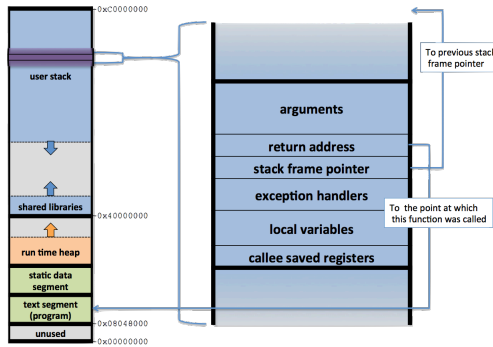 0xC0000000
user stack
shared libraries
0x40000000
run time heap
static data
segment
text segment
(program)
0x08048000
unused
0x00000000
arguments
return address
stack frame pointer
exception handlers
local variables
callee saved registers
To previous stack
frame pointer
To the point at which
this function was called